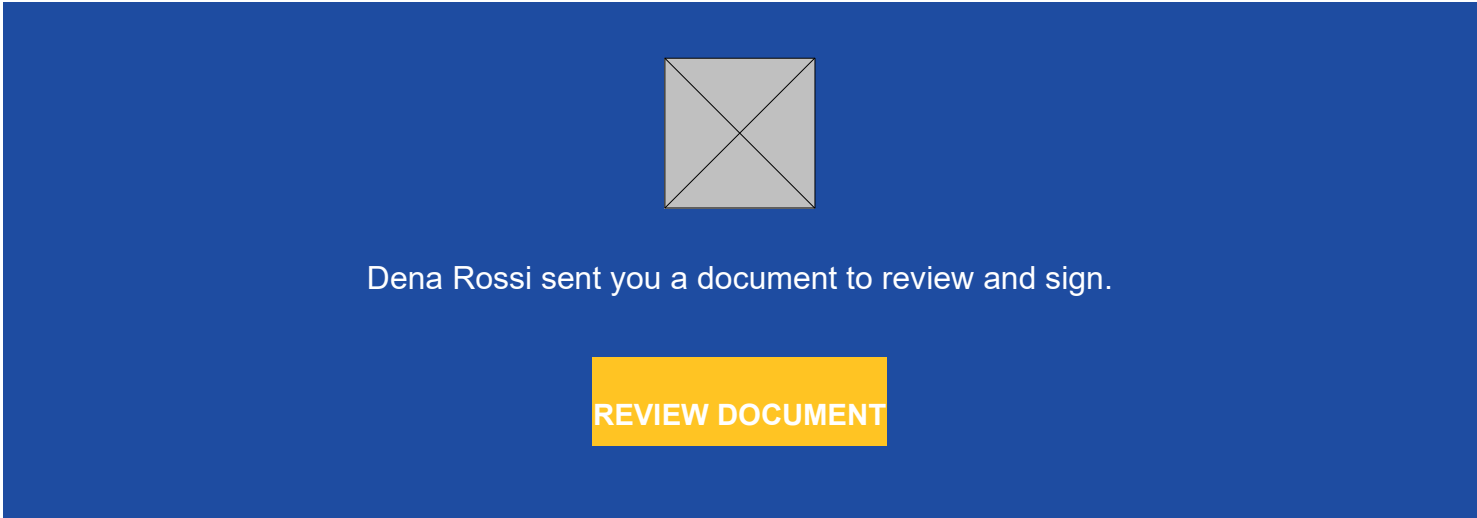 Dena Rossi sent you a document to review and sign.
REVIEW DOCUMENT